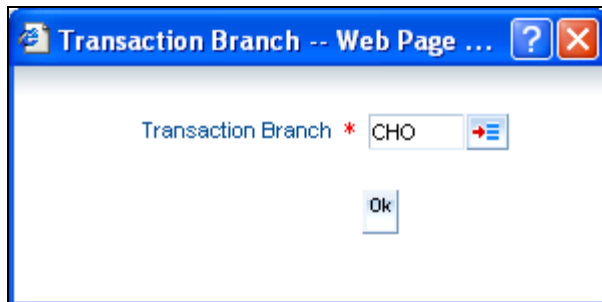 Transaction Branch -- Web Page ...
Transaction Branch * CHO
Ok